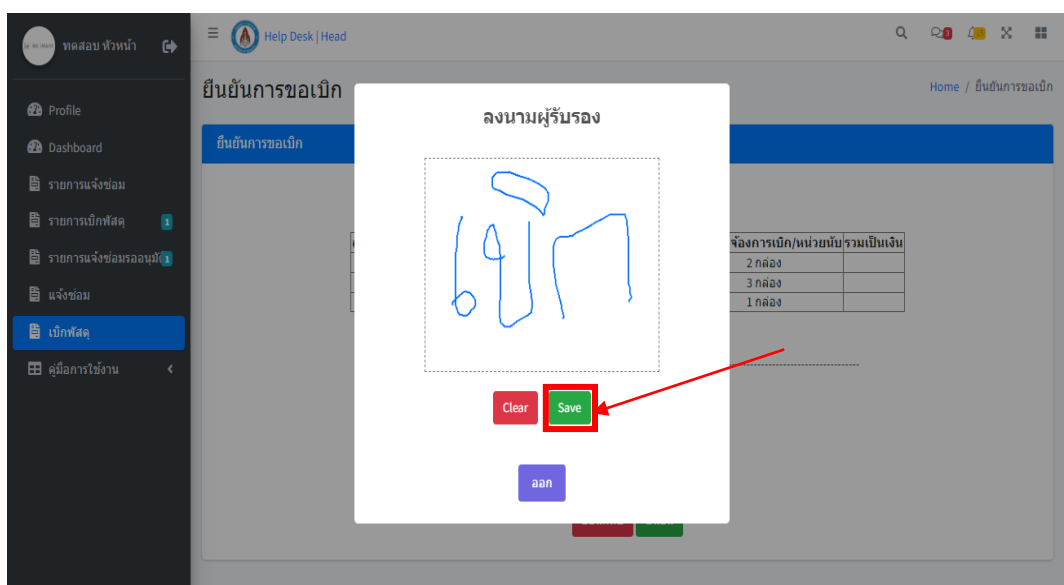 ทดสอบ หัวหน้า
Help Desk | Head
Profile
Dashboard
รายการแจ้งซ่อม
รายการเบิกพัสดุ 1
รายการแจ้งซ่อมรออนุมั 1
แจ้งซ่อม
เบิกพัสดุ
คู่มือการใช้งาน
ยืนยันการขอเบิก
Home / ยืนยันการขอเบิก
ยืนยันการขอเบิก
ลงนามผู้รับรอง
จ้องการเบิก/หน่วยนับ รวมเป็นเงิน
2 กล่อง
3 กล่อง
1 กล่อง
Clear
Save
ออก